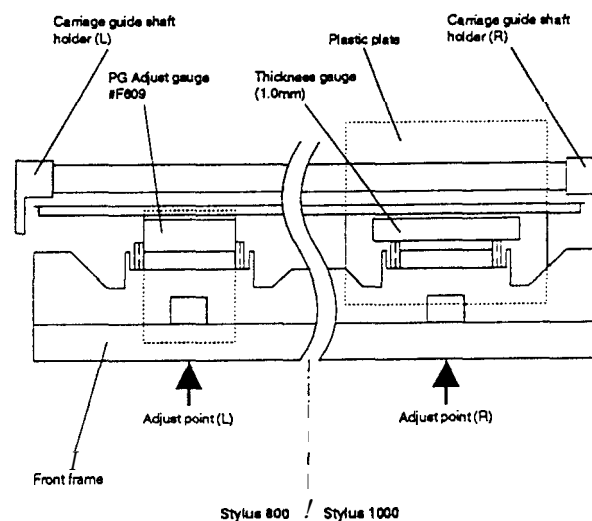 Carriage guide shaft
holder (L)
Carriage guide shaft
holder (R)
Plastic plate
PG Adjust gauge
#F609
Thickness gauge
(1.0mm)
Adjust point (L)
Adjust point (R)
Front frame
Stylus 800 / Stylus 1000